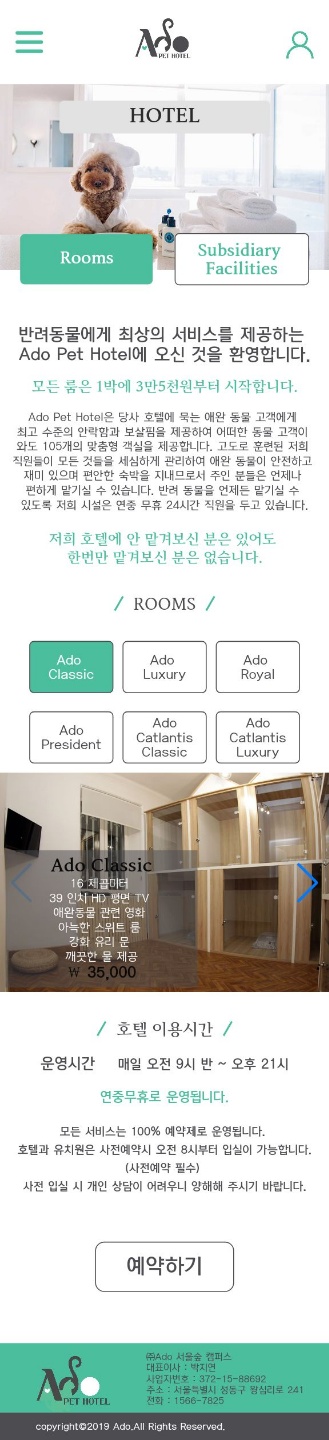 Ado
PET HOTEL
HOTEL
Rooms
Subsidiary
Facilities
반려동물에게 최상의 서비스를 제공하는
Ado Pet Hotel에 오신 것을 환영합니다.
모든 룸은 1박에 3만5천원부터 시작합니다.
Ado Pet Hotel은 당사 호텔에 묵는 애완 동물 고객에게
최고 수준의 안락함과 보살핌을 제공하여 어떠한 동물 고객이
와도 105개의 맞춤형 객실을 제공합니다. 고도로 훈련된 저희
직원들이 모든 것들을 세심하게 관리하여 애완 동물이 안전하고
재미 있으며 편안한 숙박을 지내므로서 주인 분들은 언제나
편하게 맡기실 수 있습니다. 반려 동물을 언제든 맡기실 수
있도록 저희 시설은 연중 무휴 24시간 직원을 두고 있습니다.
저희 호텔에 안 맡겨보신 분은 있어도
한번만 맡겨보신 분은 없습니다.
/ ROOMS /
Ado
Classic
Ado
Luxury
Ado
Royal
Ado
President
Ado
Catlantis
Classic
Ado
Catlantis
Luxury
Ado Classic
16 제곱미터
39 인치 HD 평면 TV
애완동물 관련 영화
아늑한 스위트 룸
강화 유리 문
깨끗한 물 제공
₩ 35,000
/ 호텔 이용시간 /
운영시간 매일 오전 9시 반 ~ 오후 21시
연중무휴로 운영됩니다.
모든 서비스는 100% 예약제로 운영됩니다.
호텔과 유치원은 사전예약시 오전 8시부터 입실이 가능합니다.
(사전예약 필수)
사전 입실 시 개인 상담이 어려우니 양해해 주시기 바랍니다.
예약하기
Ado
PET HOTEL
㈜Ado 서울숲 캠퍼스
대표이사 : 박지연
사업자번호 : 372-15-88692
주소 : 서울특별시 성동구 왕십리로 241
전화 : 1566-7825
copyright©2019 Ado.All Rights Reserved.